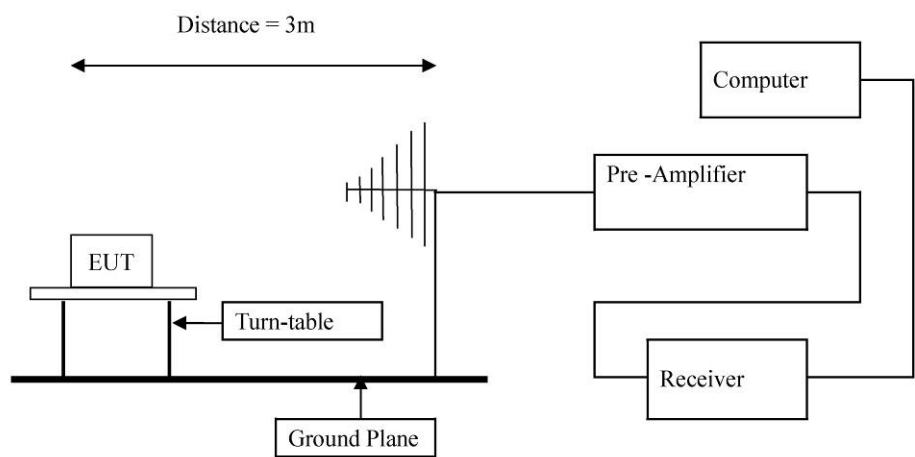 Distance = 3m
Computer
Pre -Amplifier
EUT
Turn-table
Receiver
Ground Plane